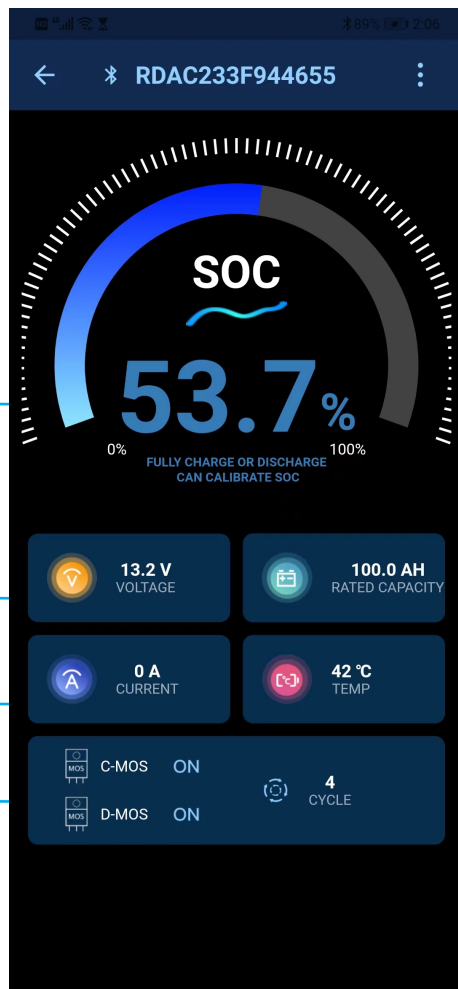 89% 2:06
RDAC233F944655
SOC
53.7%
0% 100%
FULLY CHARGE OR DISCHARGE
CAN CALIBRATE SOC
V 13.2 V
VOLTAGE
100.0 AH
RATED CAPACITY
A 0 A
CURRENT
°C 42 °C
TEMP
MOS C-MOS ON
MOS D-MOS ON
4
CYCLE